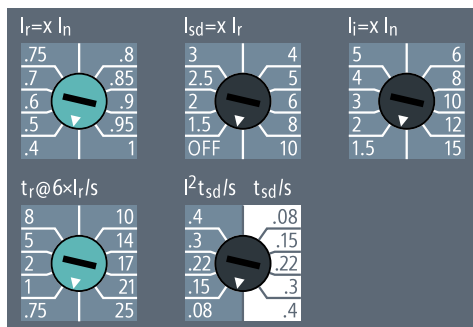 Ir=x In Isd=x Ir Ii=x In
.75 .8 3 4 5 6
.7 .85 2.5 5 4 8
.6 .9 2 6 3 10
.5 .95 1.5 8 2 12
.4 1 OFF 10 1.5 15
tr@6×Ir/s I²tsd/s tsd/s
8 10 .4 .08
5 14 .3 .15
2 17 .22 .22
1 21 .15 .3
.75 25 .08 .4